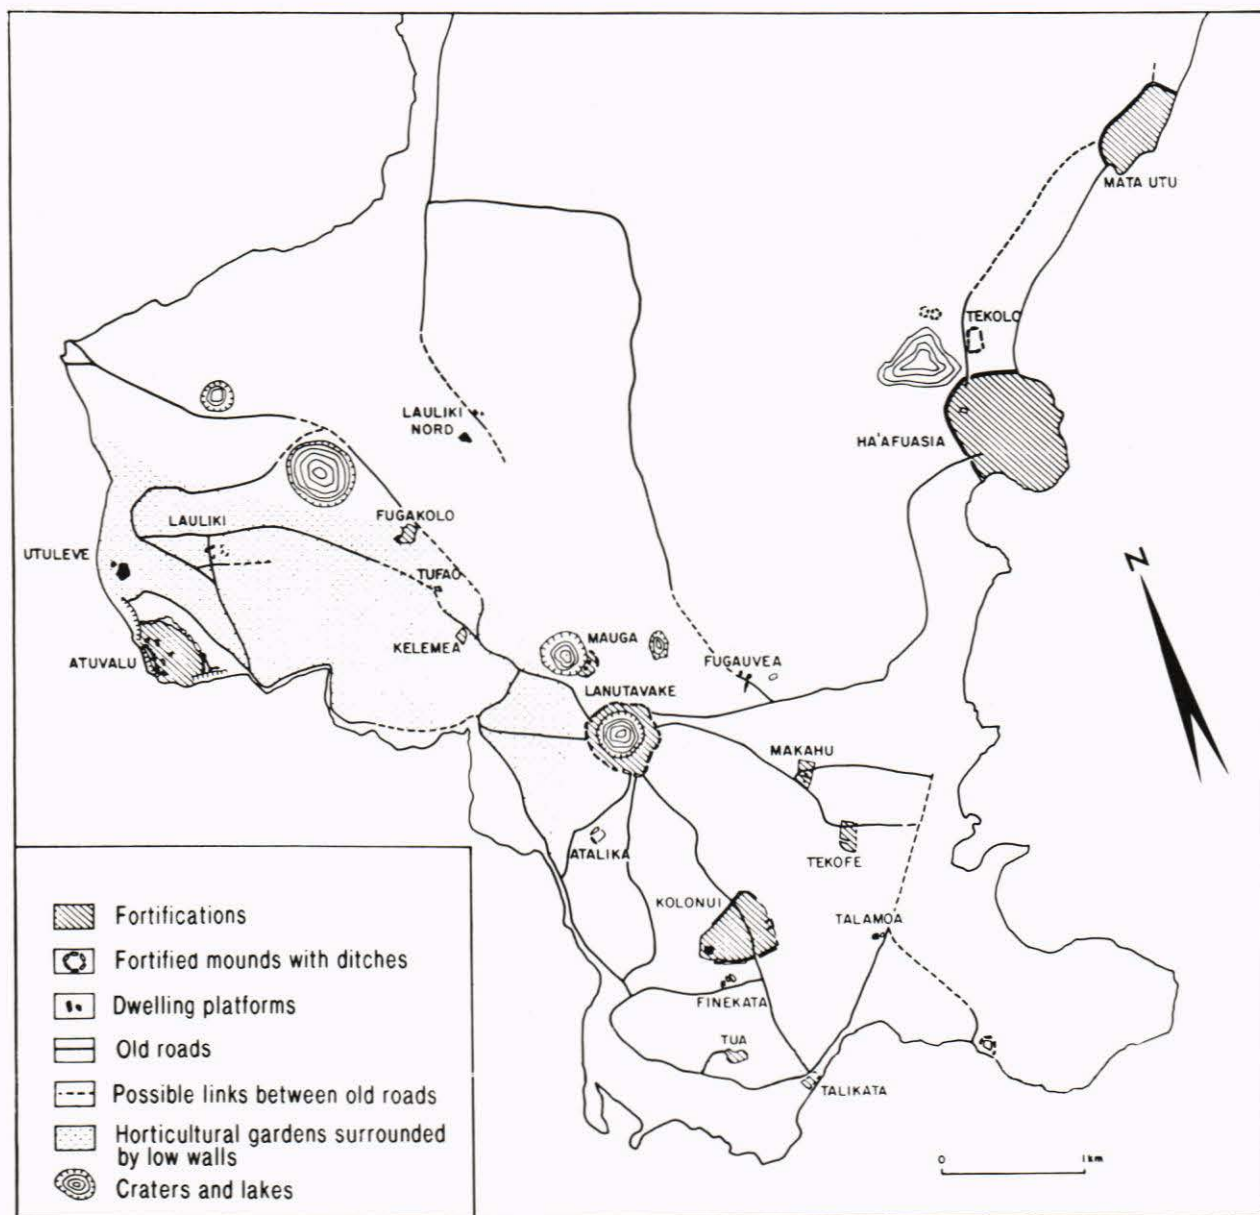 MATA UTU
TEKOLO
HA'AFUASIA
LAULIKI
NORD
FUGAKOLO
LAULIKI
UTULEVE
TUFAO
KELEMEA
ATUVALU
MAUGA
FUGAUVEA
LANUTAVAKE
MAKAHU
ATALIKA
TEKOFE
KOLONUI
TALAMOA
FINEKATA
TUA
TALIKATA
N
0 1km
Fortifications
Fortified mounds with ditches
Dwelling platforms
Old roads
Possible links between old roads
Horticultural gardens surrounded
by low walls
Craters and lakes